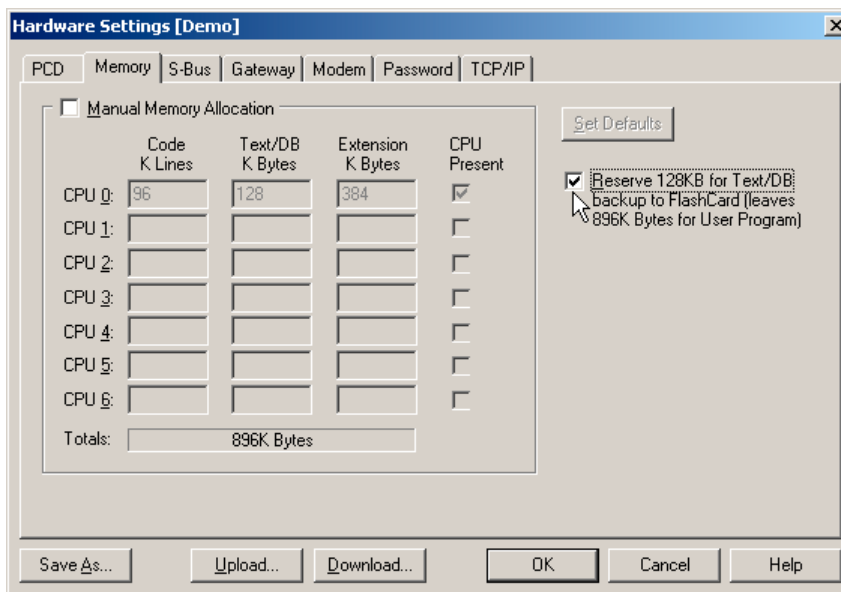 Hardware Settings [Demo]
PCD Memory S-Bus Gateway Modem Password TCP/IP
Manual Memory Allocation
Set Defaults
Code Text/DB Extension CPU
K Lines K Bytes K Bytes Present
Reserve 128KB for Text/DB
backup to FlashCard (leaves
896K Bytes for User Program)
CPU 0: 96 128 384
CPU 1:
CPU 2:
CPU 3:
CPU 4:
CPU 5:
CPU 6:
Totals: 896K Bytes
Save As... Upload... Download... OK Cancel Help